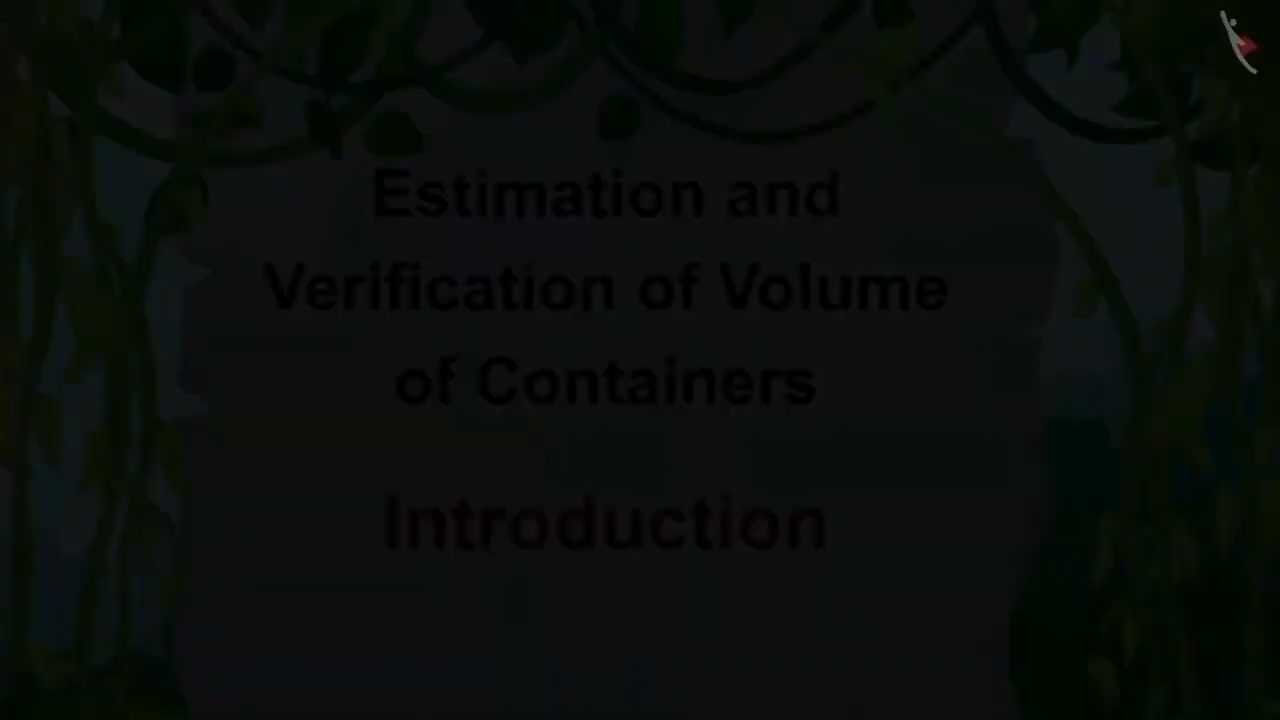 Estimation and
Verification of Volume
of Containers
Introduction